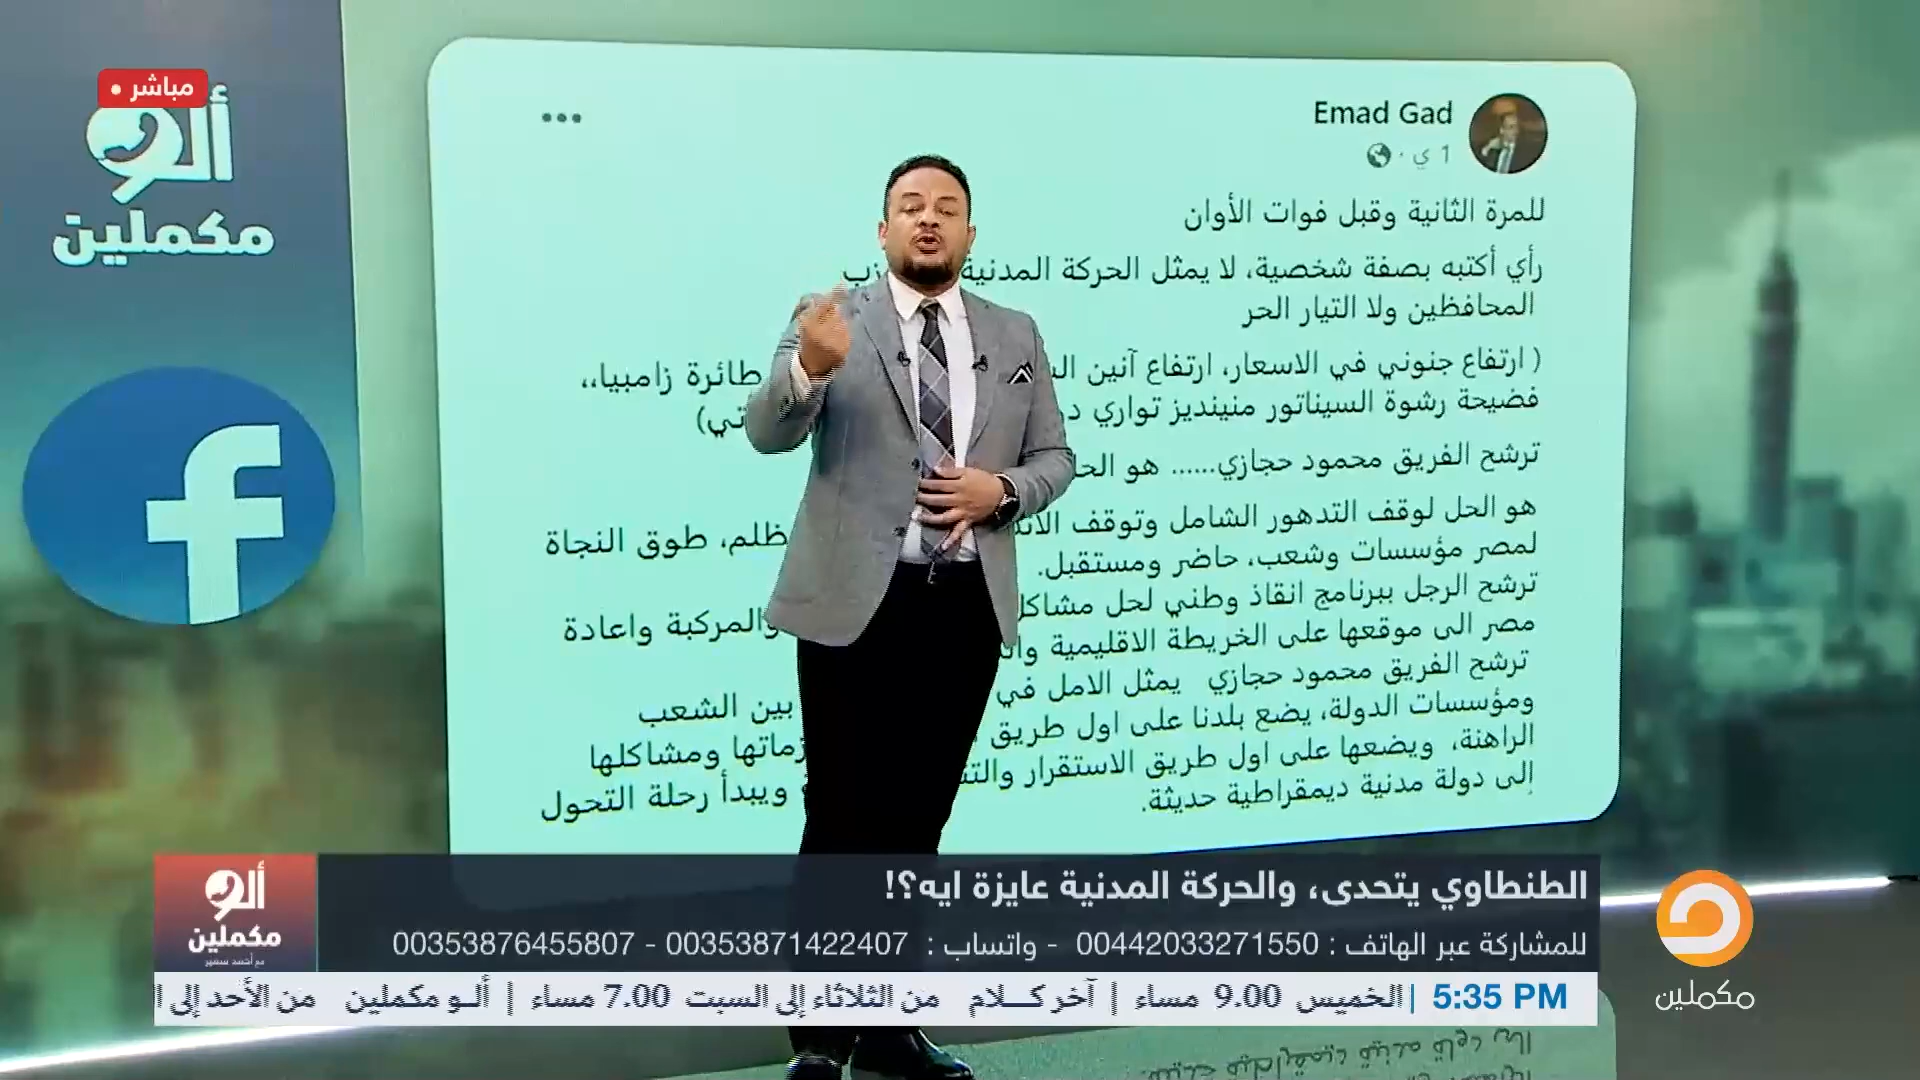 مباشر
ألو
مكملين
Emad Gad
1 ي
للمرة الثانية وقبل فوات الأوان
رأي أكتبه بصفة شخصية، لا يمثل الحركة المدنية
المحافظين ولا التيار الحر
( ارتفاع جنوني في الاسعار، ارتفاع آنين طائرة زامبيا،،
فضيحة رشوة السيناتور منينديز تواري
ترشح الفريق محمود حجازي...... هو
هو الحل لوقف التدهور الشامل وتوقف طوق النجاة
لمصر مؤسسات وشعب، حاضر ومستقبل.
ترشح الرجل ببرنامج انقاذ وطني لحل والمركبة واعادة
مصر الى موقعها على الخريطة الاقليمية
ترشح الفريق محمود حجازي يمثل الامل في بين الشعب
ومؤسسات الدولة، يضع بلدنا على اول طريق ومشاكلها
الراهنة، ويضعها على اول طريق الاستقرار ويبدأ رحلة التحول
إلى دولة مدنية ديمقراطية حديثة.
ألو
مكملين
مع أحمد سمير
الطنطاوي يتحدى، والحركة المدنية عايزة ايه؟!
للمشاركة عبر الهاتف : 00442033271550 - واتساب : 00353871422407 - 00353876455807
5:35 PM | الخميس 9.00 مساء | آخر كلام من الثلاثاء إلى السبت 7.00 مساء | ألو مكملين من الأحد إلى
مكملين